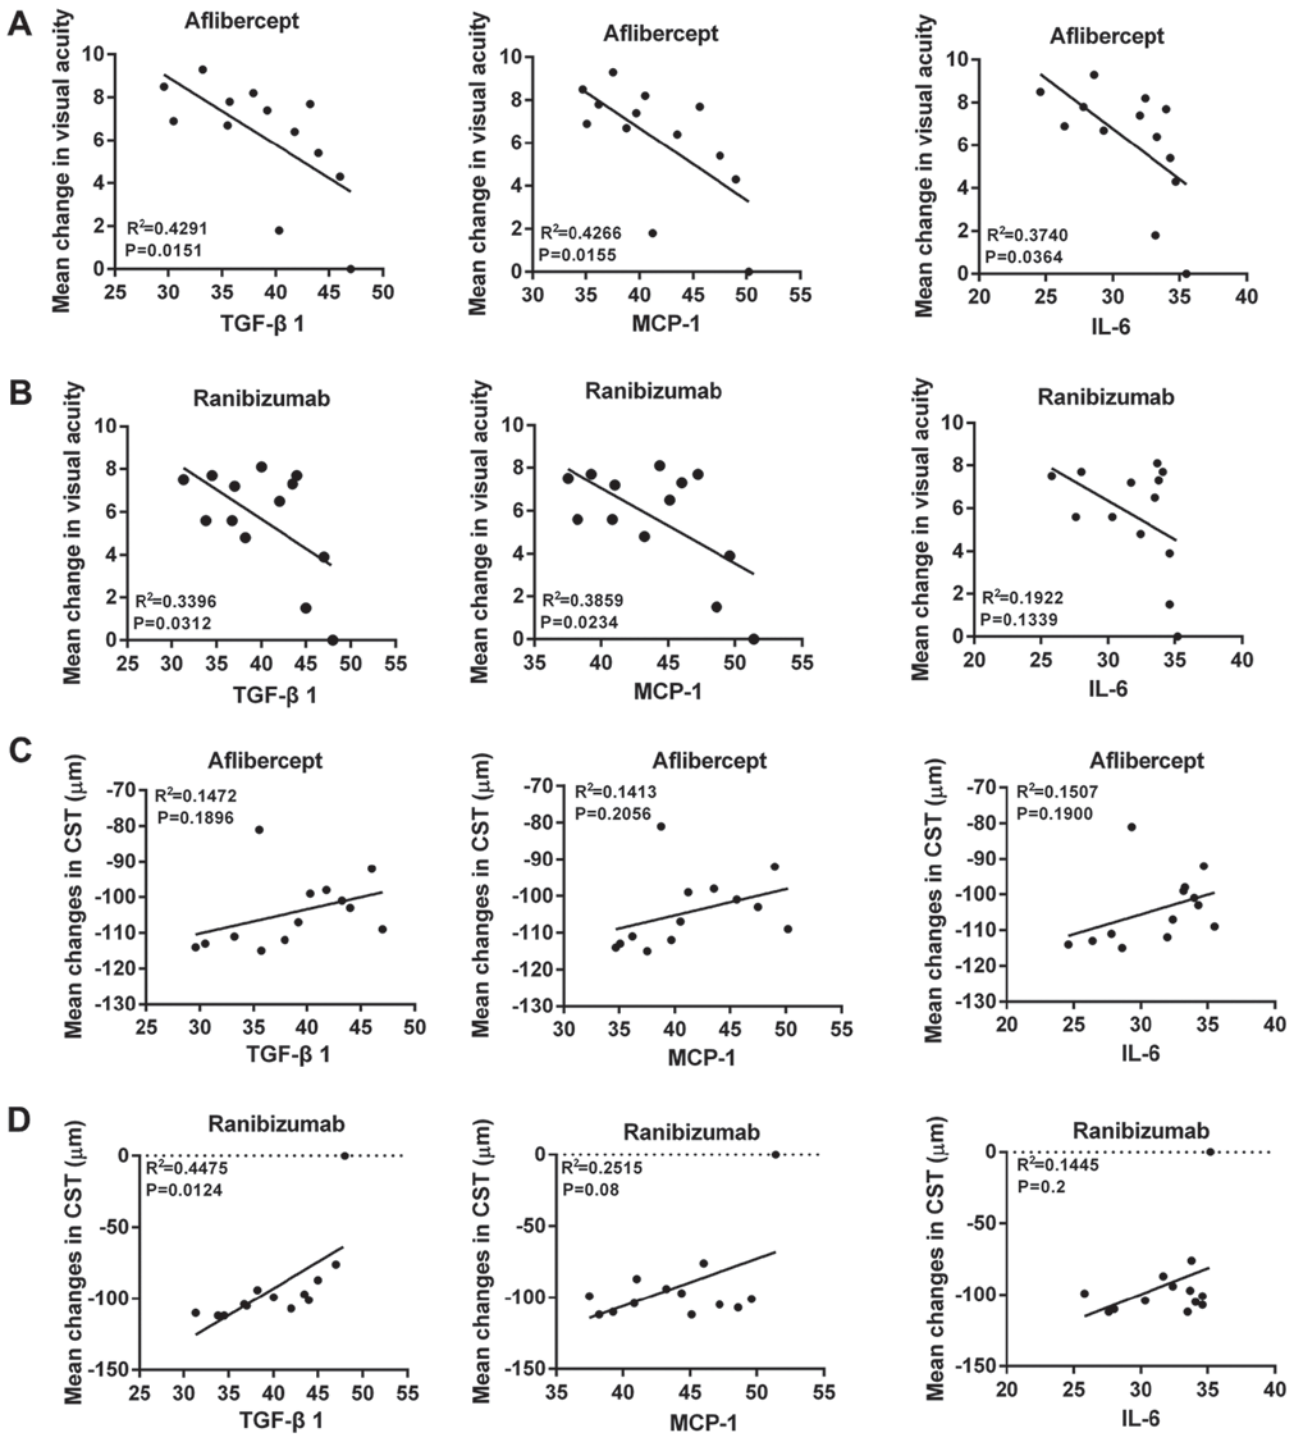 A
Aflibercept
Mean change in visual acuity
10
8
6
4
2
0
R²=0.4291
P=0.0151
25 30 35 40 45 50
TGF-β 1
Aflibercept
Mean change in visual acuity
10
8
6
4
2
0
R²=0.4266
P=0.0155
30 35 40 45 50 55
MCP-1
Aflibercept
Mean change in visual acuity
10
8
6
4
2
0
R²=0.3740
P=0.0364
20 25 30 35 40
IL-6
B
Ranibizumab
Mean change in visual acuity
10
8
6
4
2
0
R²=0.3396
P=0.0312
25 30 35 40 45 50 55
TGF-β 1
Ranibizumab
Mean change in visual acuity
10
8
6
4
2
0
R²=0.3859
P=0.0234
35 40 45 50 55
MCP-1
Ranibizumab
Mean change in visual acuity
10
8
6
4
2
0
R²=0.1922
P=0.1339
20 25 30 35 40
IL-6
C
Aflibercept
Mean changes in CST (μm)
-70
R²=0.1472
P=0.1896
-80
-90
-100
-110
-120
-130
25 30 35 40 45 50
TGF-β 1
Aflibercept
Mean changes in CST (μm)
-70
R²=0.1413
P=0.2056
-80
-90
-100
-110
-120
-130
30 35 40 45 50 55
MCP-1
Aflibercept
Mean changes in CST (μm)
-70
R²=0.1507
P=0.1900
-80
-90
-100
-110
-120
-130
20 25 30 35 40
IL-6
D
Ranibizumab
Mean changes in CST (μm)
0
R²=0.4475
P=0.0124
-50
-100
-150
25 30 35 40 45 50 55
TGF-β 1
Ranibizumab
Mean changes in CST (μm)
0
R²=0.2515
P=0.08
-50
-100
-150
35 40 45 50 55
MCP-1
Ranibizumab
Mean changes in CST (μm)
0
R²=0.1445
P=0.2
-50
-100
-150
20 25 30 35 40
IL-6